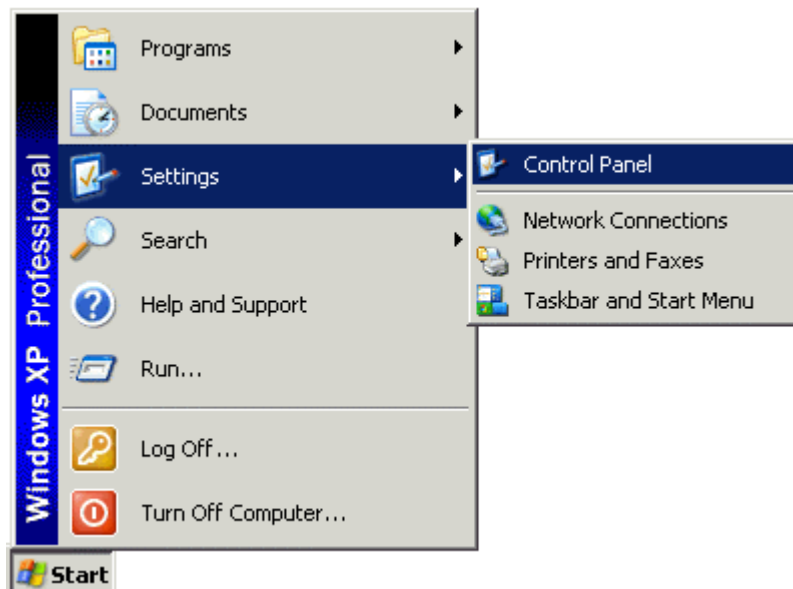 Programs
Documents
Settings
Search
Help and Support
Run...
Log Off...
Turn Off Computer...
Windows XP Professional
Control Panel
Network Connections
Printers and Faxes
Taskbar and Start Menu
Start